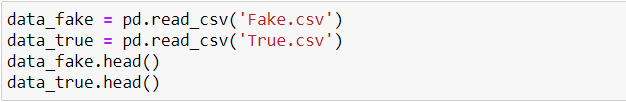 data_fake = pd.read_csv('Fake.csv')
data_true = pd.read_csv('True.csv')
data_fake.head()
data_true.head()